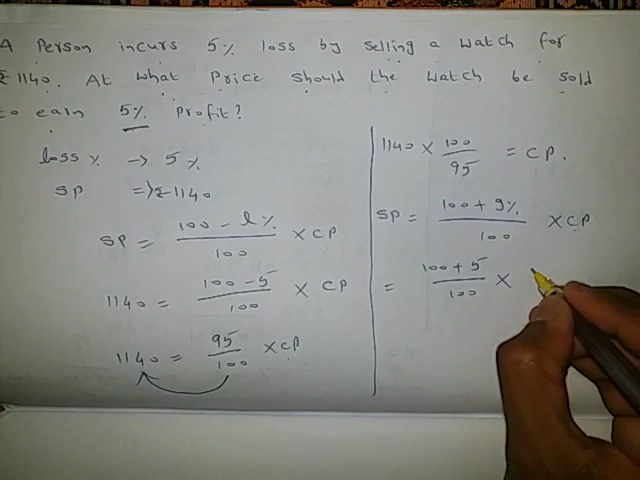 A Person incurs 5% loss by selling a watch for
₹1140. At what Price should the watch be sold
to earn 5% Profit?
loss % → 5%
SP => ₹1140
SP = 100 - l% / 100 × CP
1140 = 100 - 5 / 100 × CP
1140 = 95 / 100 × CP
1140 × 100 / 95 = CP.
SP = 100 + g% / 100 × CP
= 100 + 5 / 100 ×